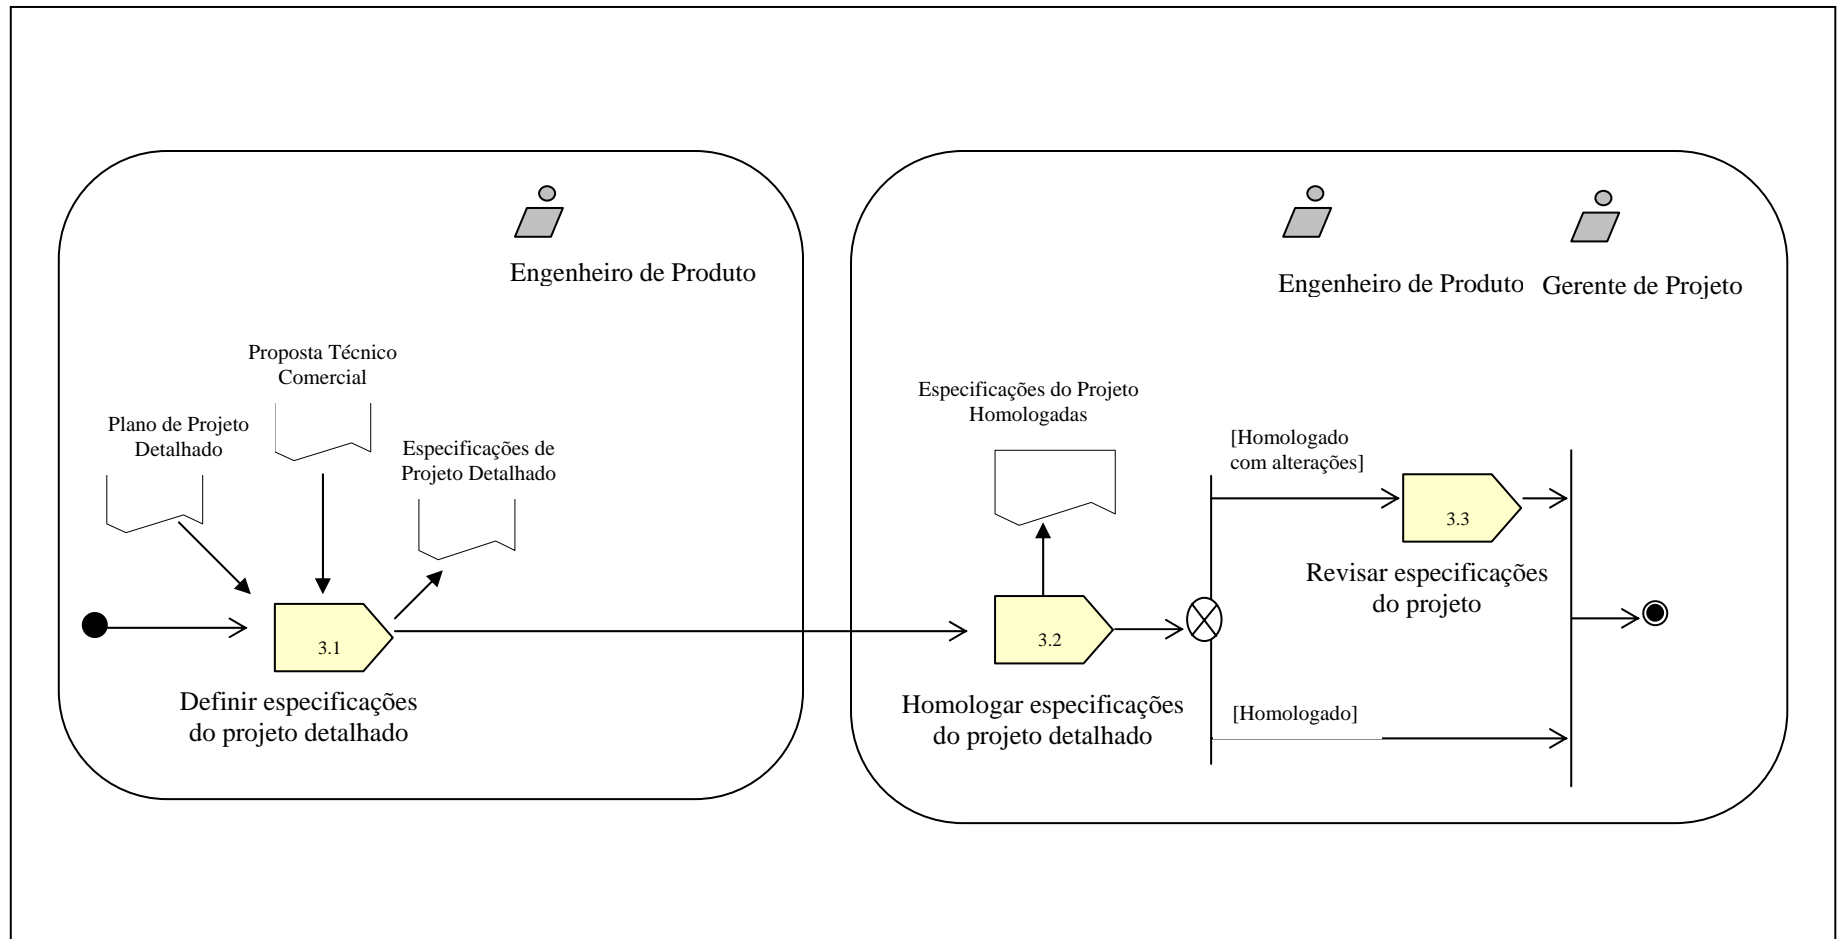 Engenheiro de Produto
Proposta Técnico
Comercial
Plano de Projeto
Detalhado
Especificações de
Projeto Detalhado
3.1
Definir especificações
do projeto detalhado
Engenheiro de Produto
Gerente de Projeto
Especificações do Projeto
Homologadas
[Homologado
com alterações]
3.3
Revisar especificações
do projeto
3.2
Homologar especificações
do projeto detalhado
[Homologado]